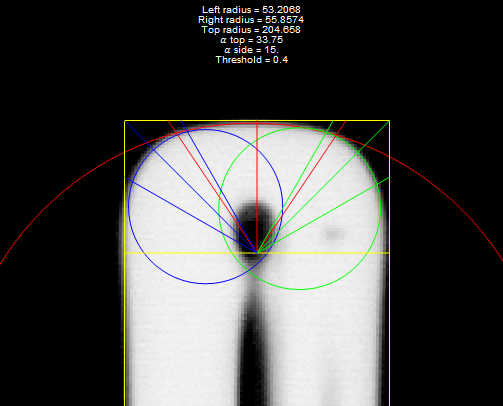 Left radius = 53.2068
Right radius = 55.8574
Top radius = 204.658
α top = 33.75
α side = 15.
Threshold = 0.4